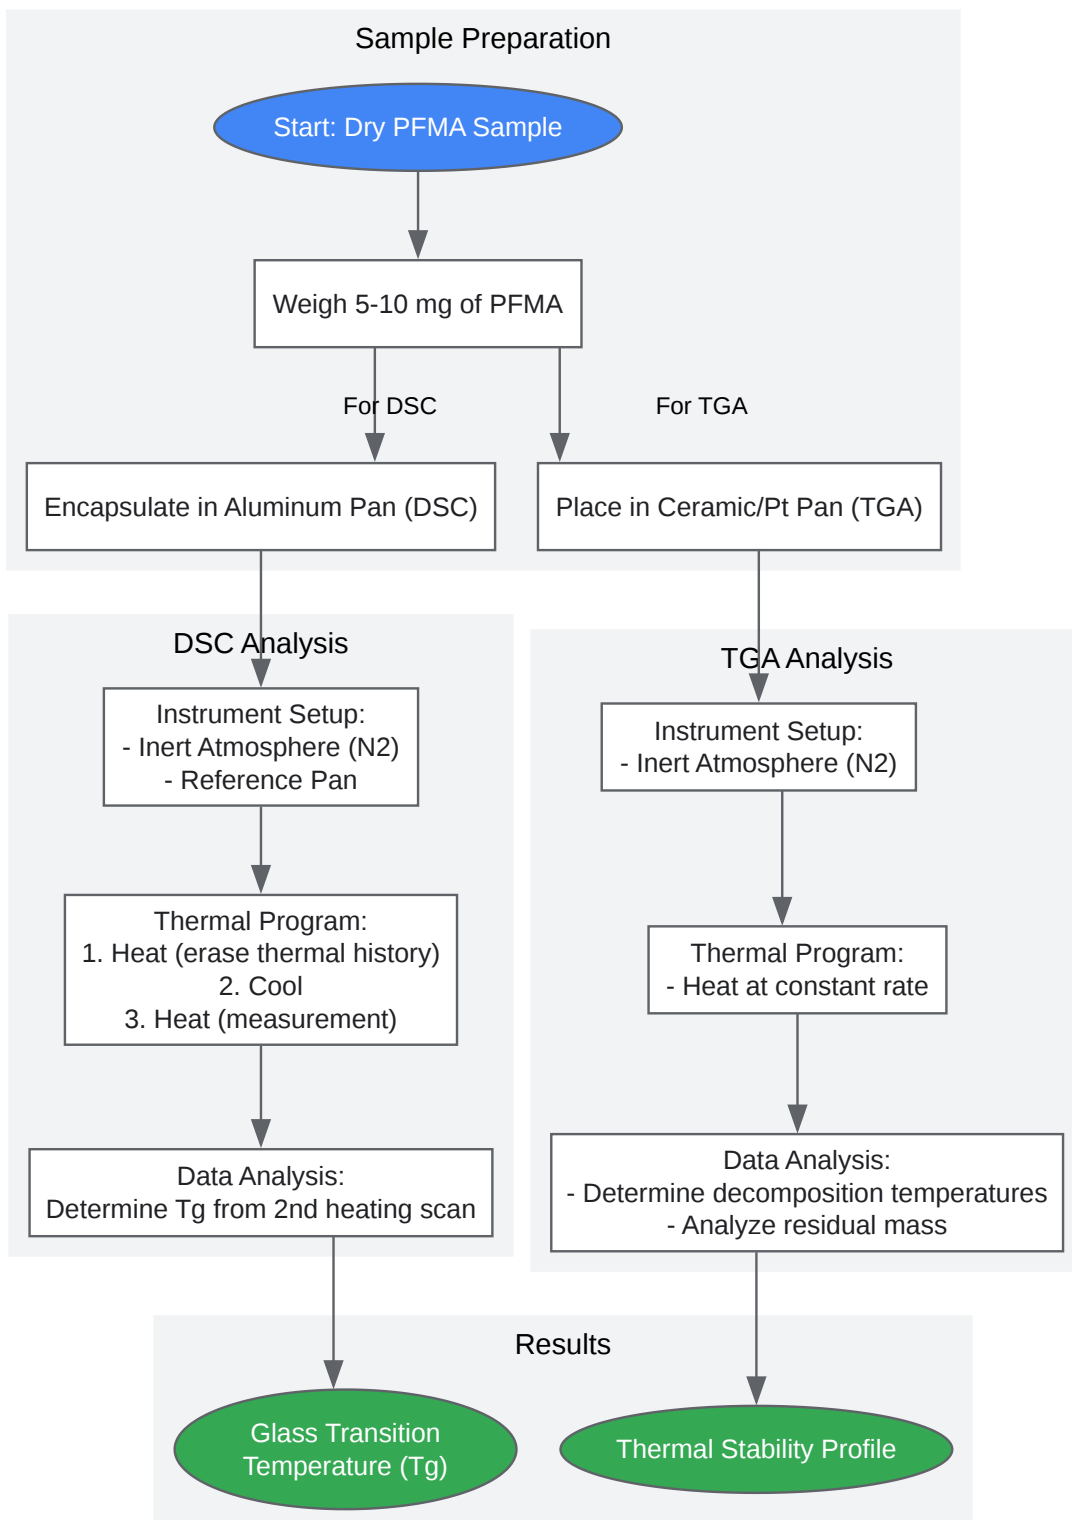 Sample Preparation
Start: Dry PFMA Sample
Weigh 5-10 mg of PFMA
For DSC
For TGA
Encapsulate in Aluminum Pan (DSC)
Place in Ceramic/Pt Pan (TGA)
DSC Analysis
Instrument Setup:
- Inert Atmosphere (N2)
- Reference Pan
Thermal Program:
1. Heat (erase thermal history)
2. Cool
3. Heat (measurement)
Data Analysis:
Determine Tg from 2nd heating scan
TGA Analysis
Instrument Setup:
- Inert Atmosphere (N2)
Thermal Program:
- Heat at constant rate
Data Analysis:
- Determine decomposition temperatures
- Analyze residual mass
Results
Glass Transition
Temperature (Tg)
Thermal Stability Profile